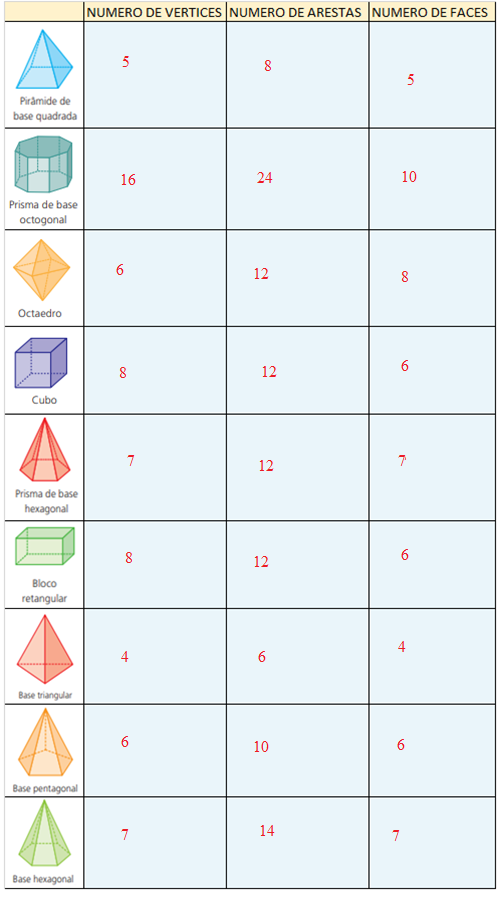 NUMERO DE VERTICES NUMERO DE ARESTAS NUMERO DE FACES
5 8 5
Pirâmide de
base quadrada
16 24 10
Prisma de base
octogonal
6 12 8
Octaedro
8 12 6
Cubo
7 12 7
Prisma de base
hexagonal
8 12 6
Bloco
retangular
4 6 4
Base triangular
6 10 6
Base pentagonal
7 14 7
Base hexagonal